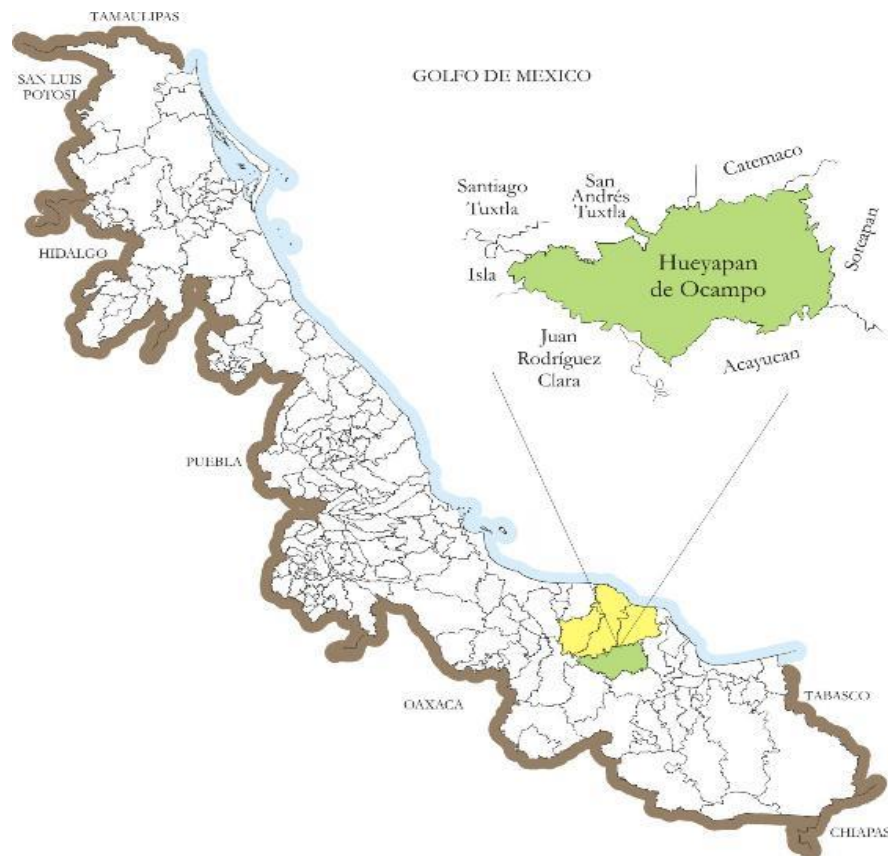 TAMAULIPAS
SAN LUIS
POTOSI
GOLFO DE MEXICO
Catemaco
Santiago
Tuxtla
San
Andrés
Tuxtla
Soteapan
HIDALGO
Isla
Hueyapan
de Ocampo
Juan
Rodríguez
Clara
Acayucan
PUEBLA
OAXACA
TABASCO
CHIAPAS